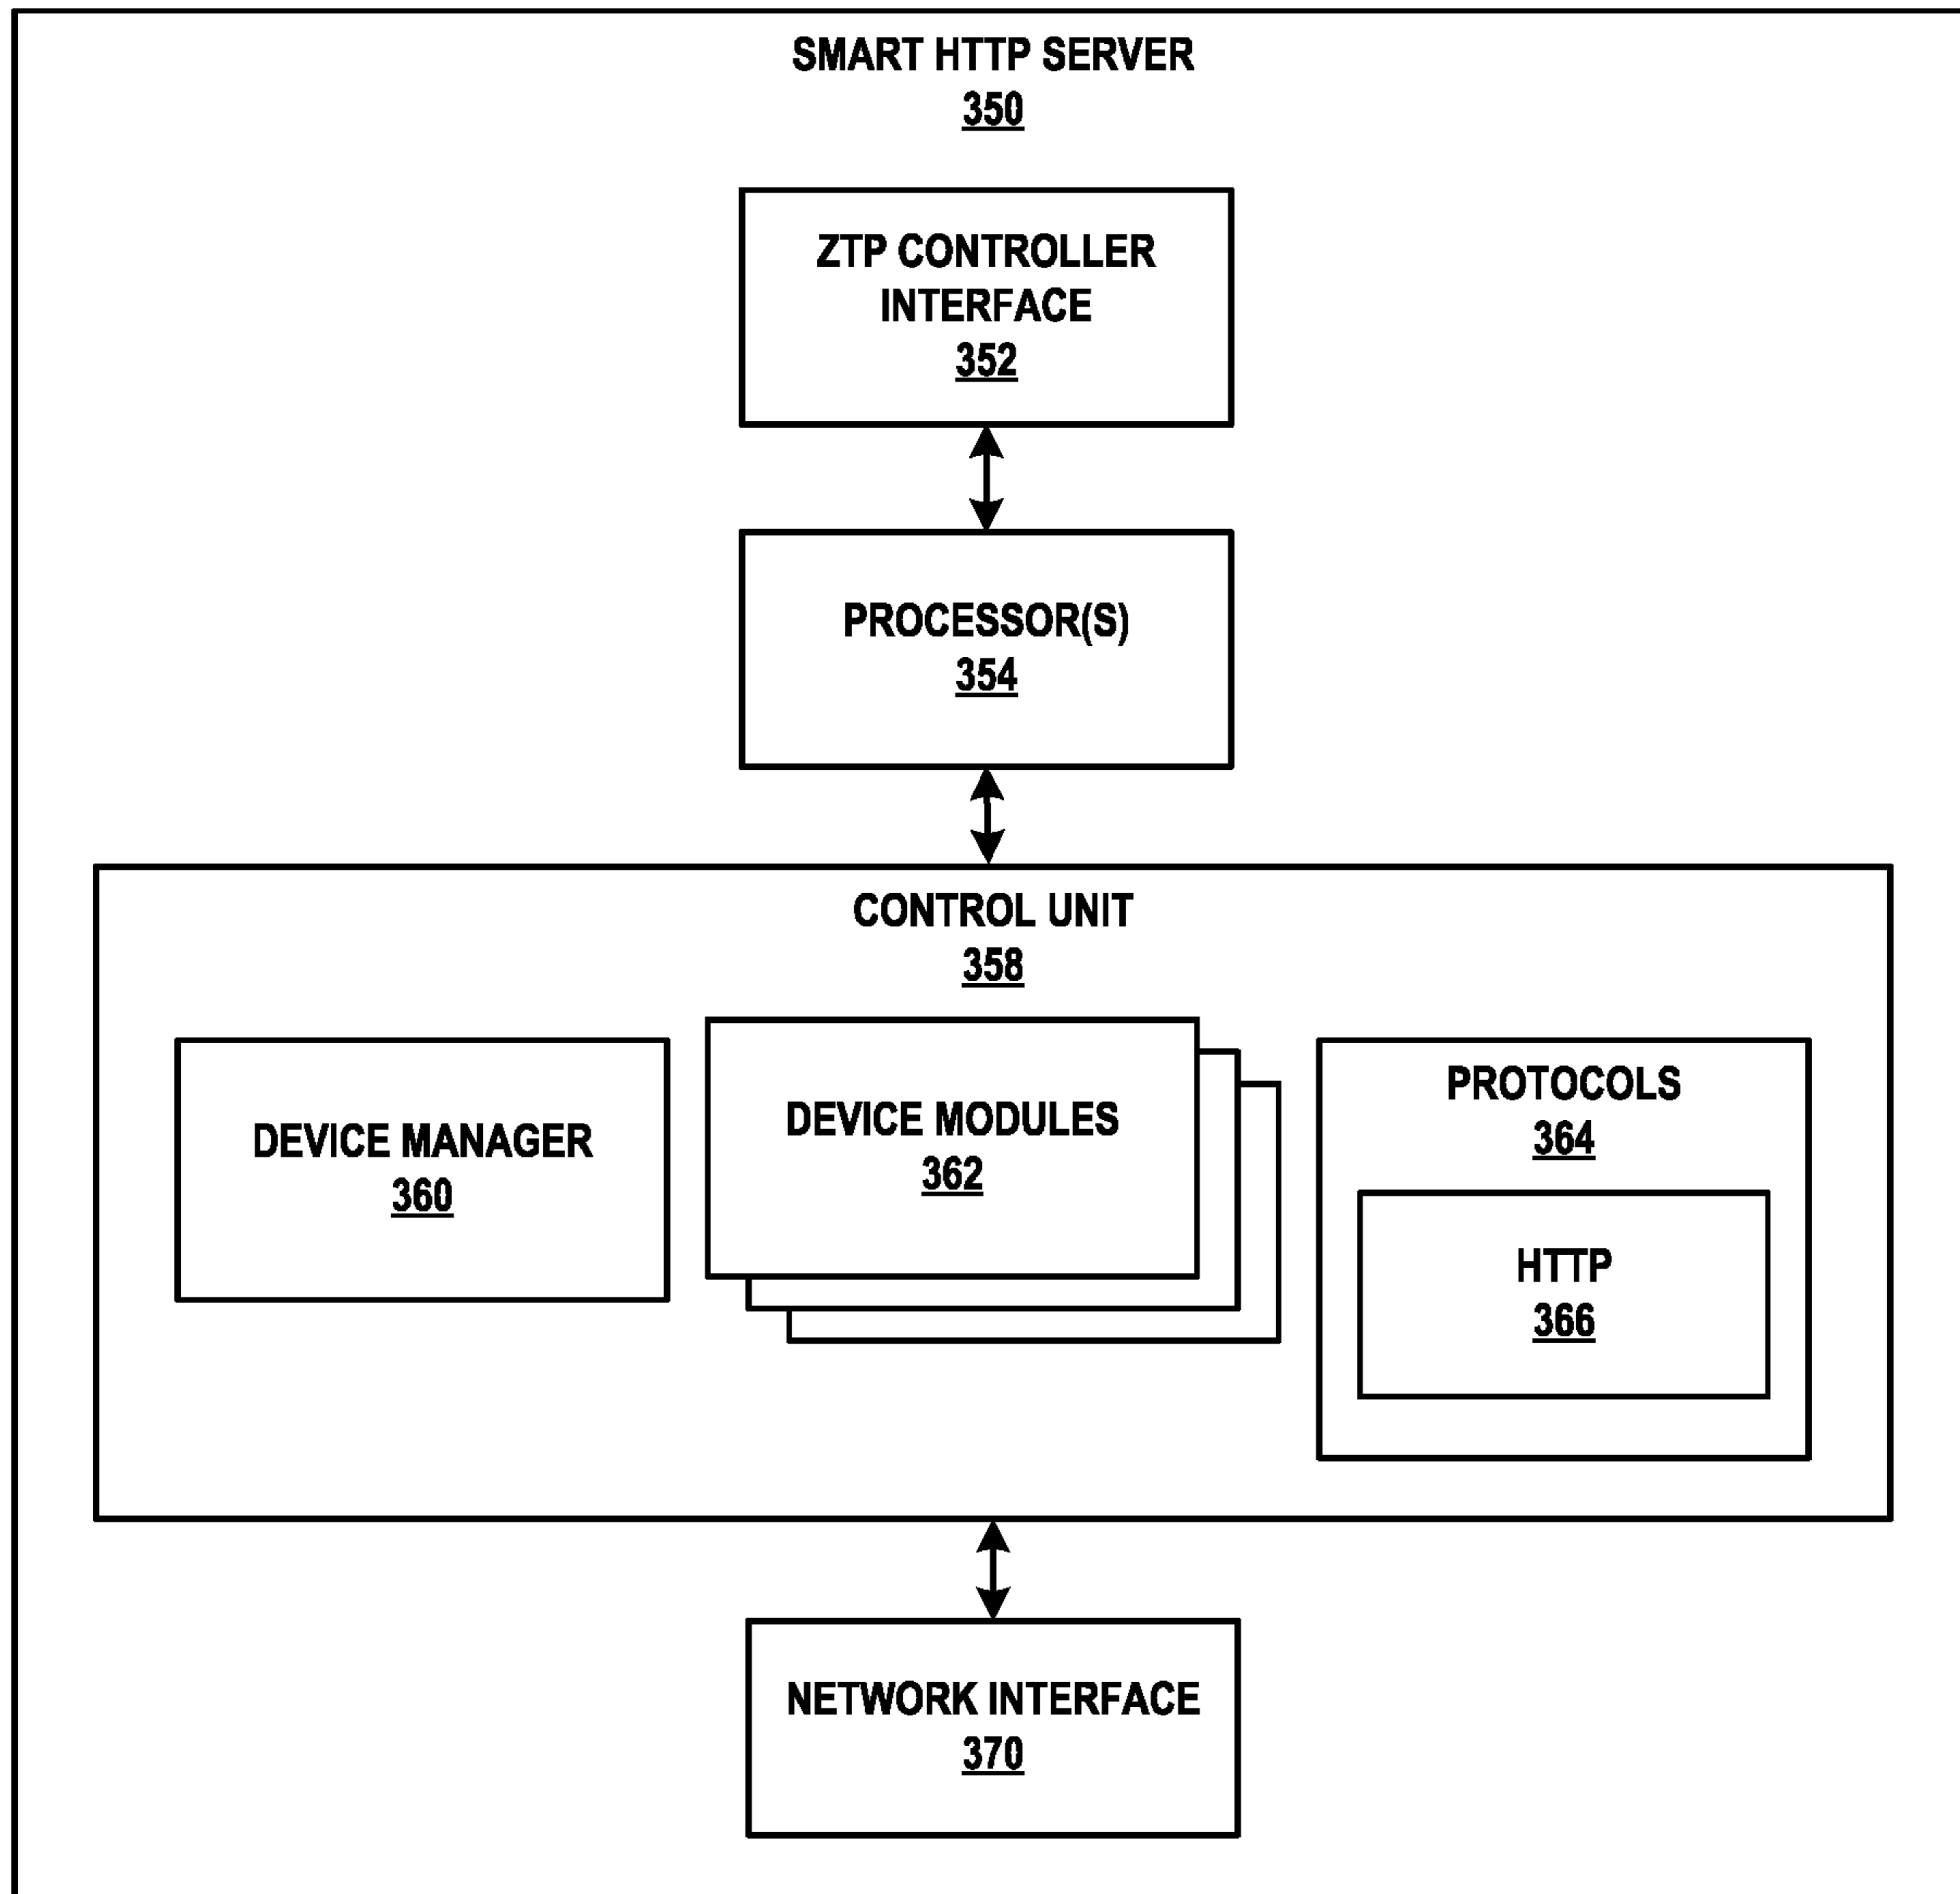 SMART HTTP SERVER
350
ZTP CONTROLLER
INTERFACE
352
PROCESSOR(S)
354
CONTROL UNIT
358
DEVICE MANAGER
360
DEVICE MODULES
362
PROTOCOLS
364
HTTP
366
NETWORK INTERFACE
370